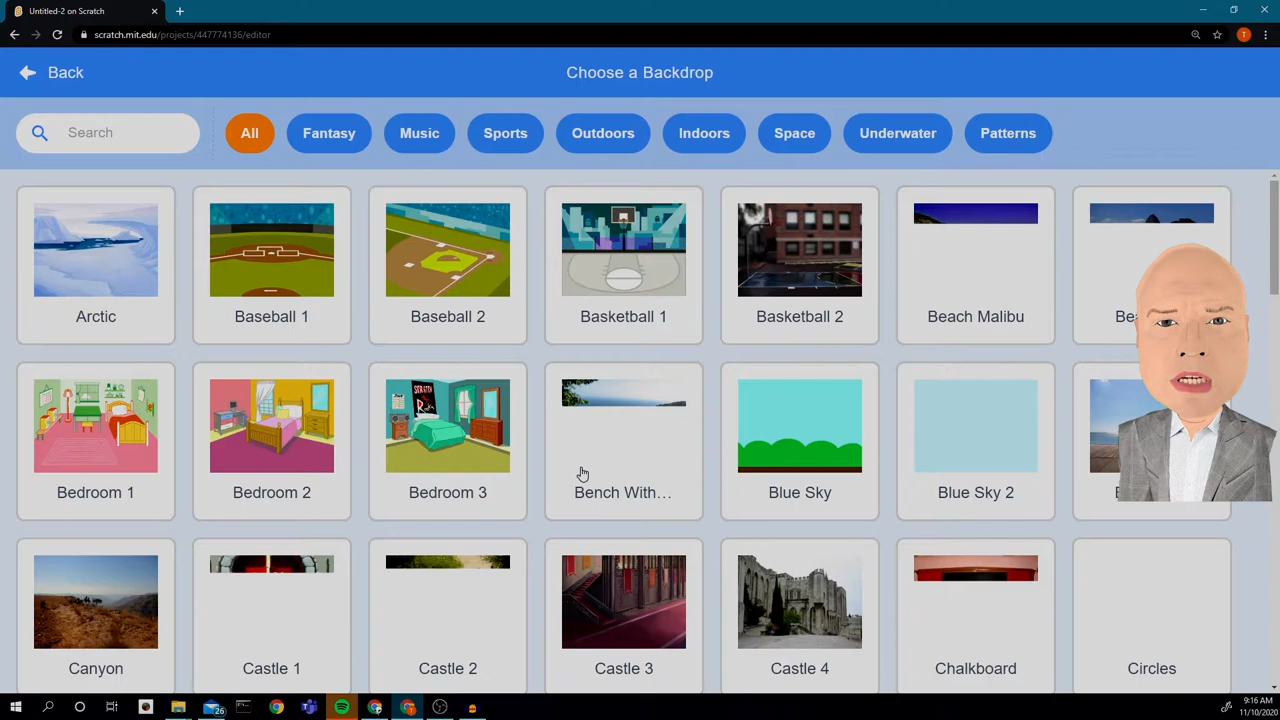 Untitled-2 on Scratch
scratch.mit.edu/projects/447774136/editor
T
Back
Choose a Backdrop
Search
All
Fantasy
Music
Sports
Outdoors
Indoors
Space
Underwater
Patterns
Arctic
Baseball 1
Baseball 2
Basketball 1
Basketball 2
Beach Malibu
Bea
SCRATCH
Bedroom 1
Bedroom 2
Bedroom 3
Bench With...
Blue Sky
Blue Sky 2
Canyon
Castle 1
Castle 2
Castle 3
Castle 4
Chalkboard
Circles
26
9:16 AM
11/10/2020